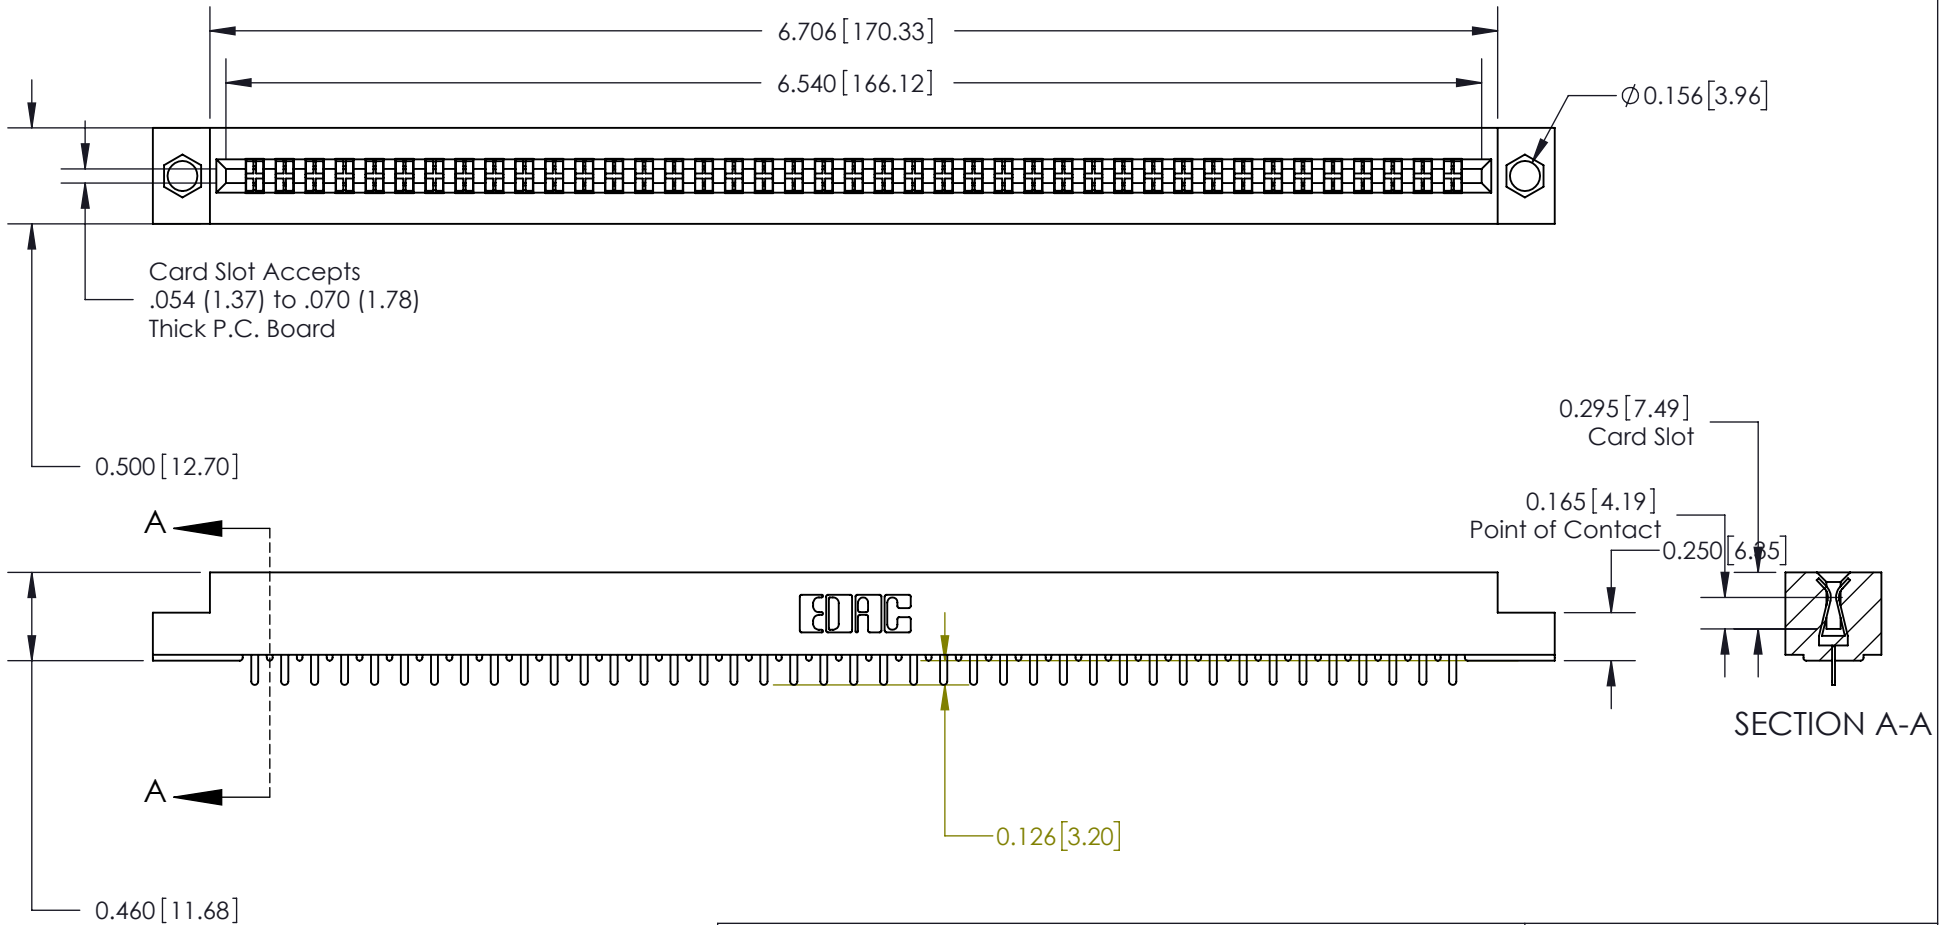 6.706[170.33]
6.540[166.12]
Ø0.156[3.96]
Card Slot Accepts
.054 (1.37) to .070 (1.78)
Thick P.C. Board
0.500[12.70]
0.295[7.49]
Card Slot
0.165[4.19]
Point of Contact
0.250[6.35]
A
EDAC
SECTION A-A
A
0.126[3.20]
0.460[11.68]